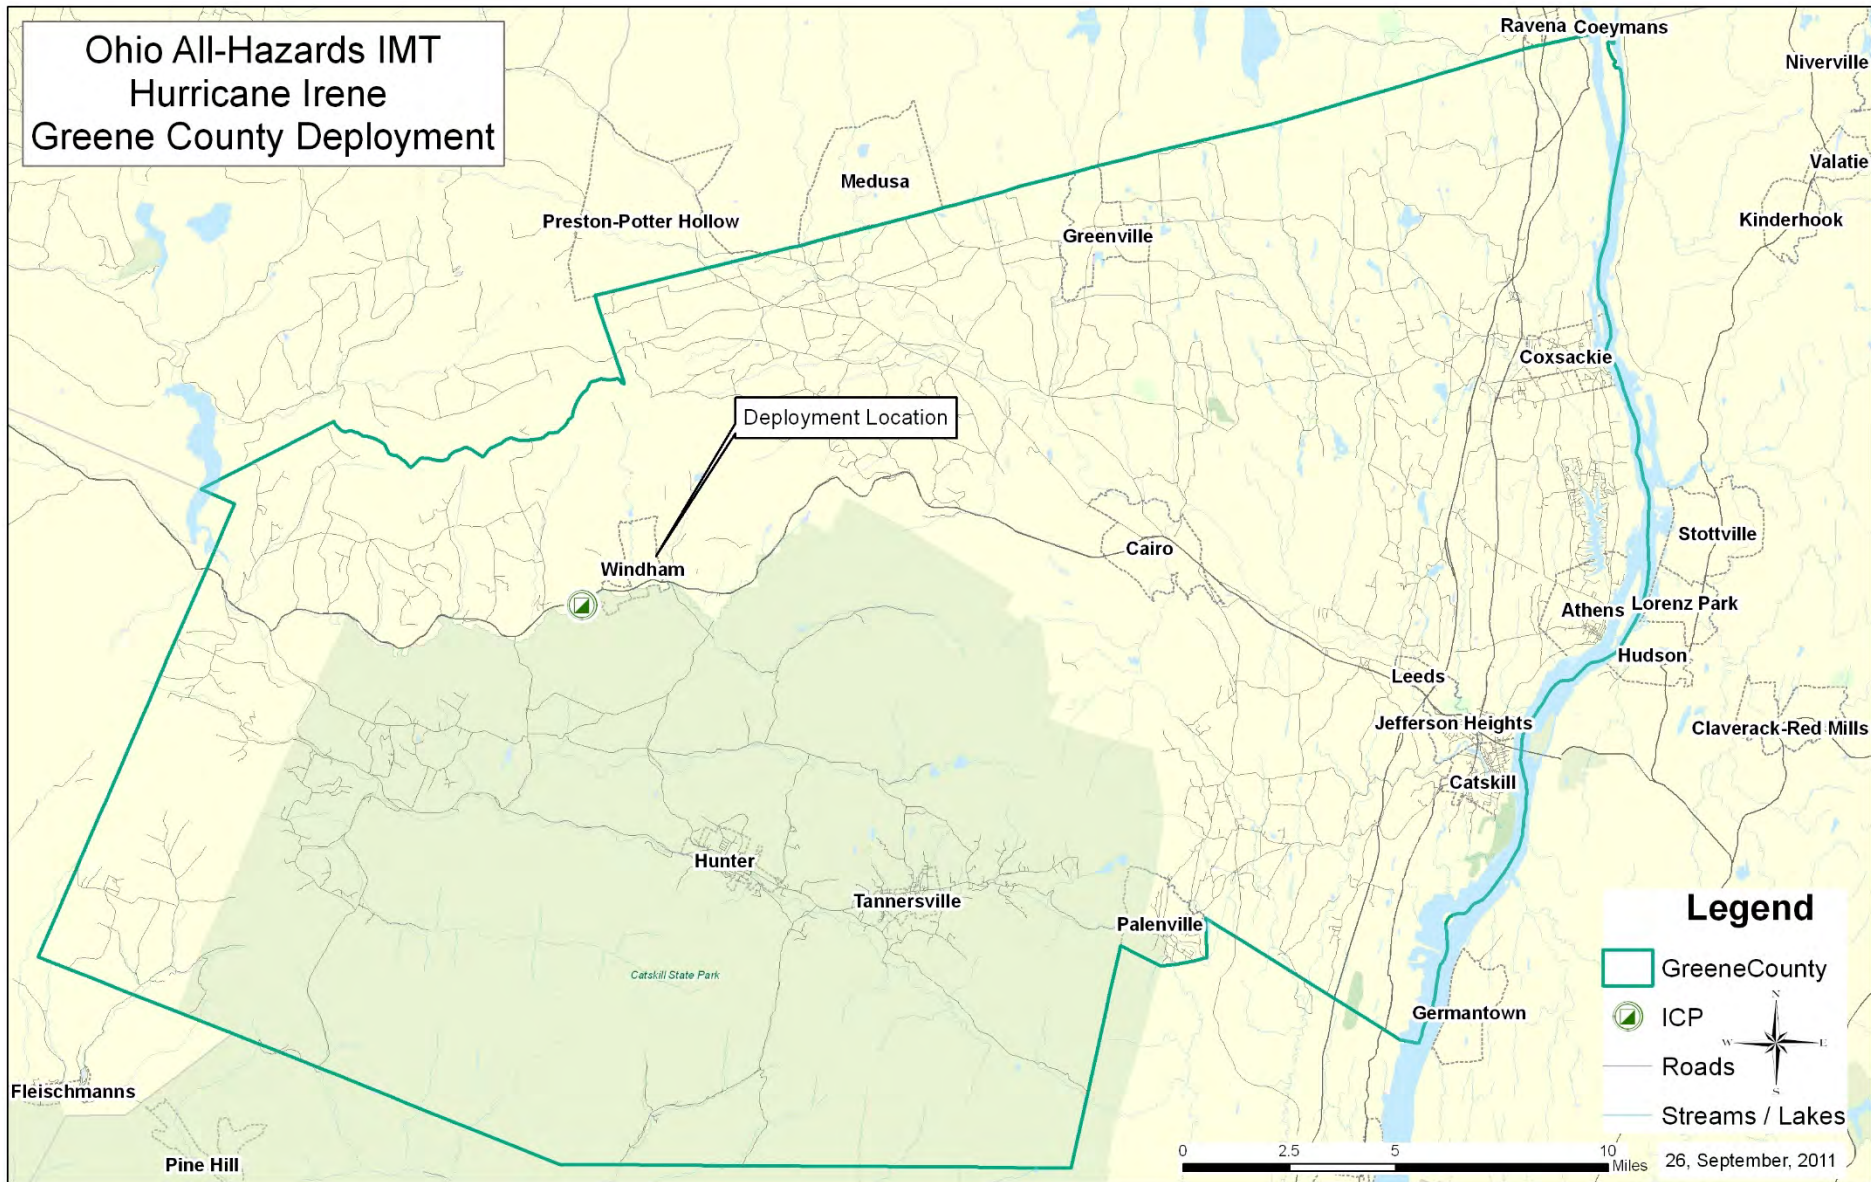 Ohio All-Hazards IMT
Hurricane Irene
Greene County Deployment
Ravena Coeymans
Niverville
Valatie
Medusa
Preston-Potter Hollow
Kinderhook
Greenville
Coxsackie
Deployment Location
Stottville
Cairo
Windham
Athens
Lorenz Park
Hudson
Leeds
Jefferson Heights
Claverack-Red Mills
Catskill
Hunter
Tannersville
Palenville
Catskill State Park
Germantown
Fleischmanns
Pine Hill
Legend
GreeneCounty
N
ICP
W E
Roads
S
Streams / Lakes
0 2.5 5 10
Miles
26, September, 2011